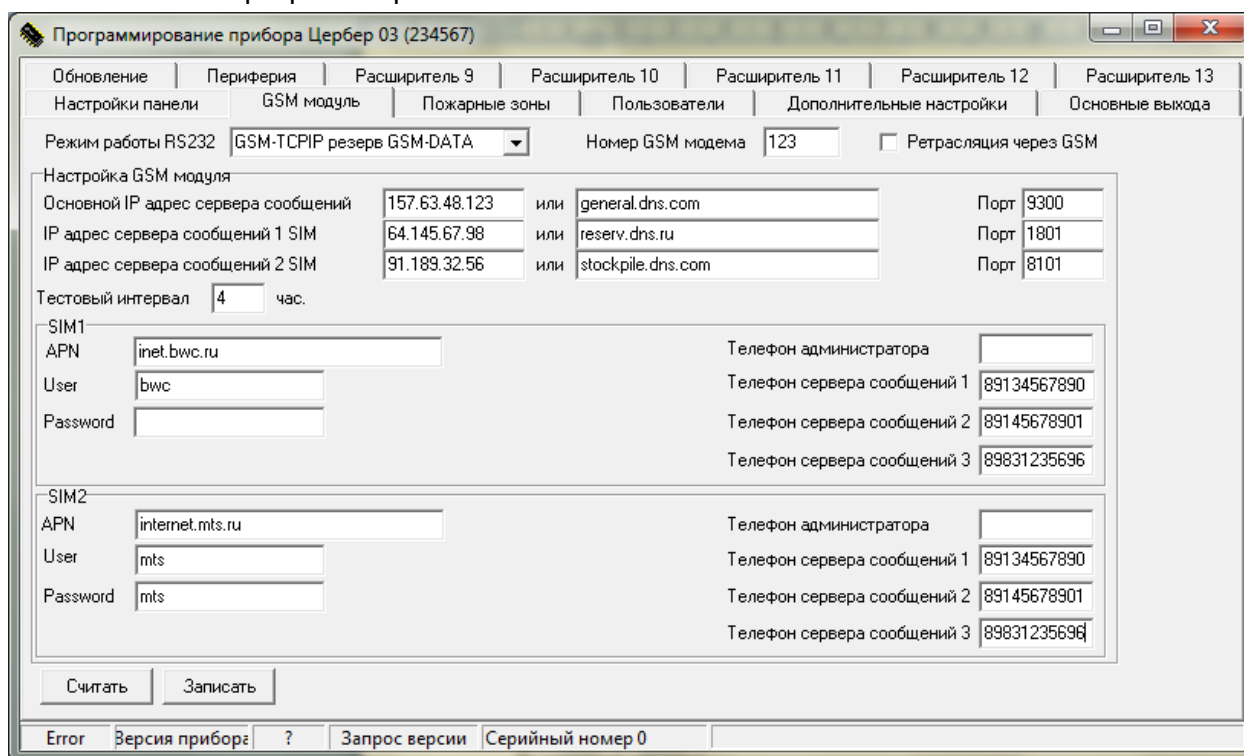 Программирование прибора Цербер 03 (234567)
Обновление Периферия Расширитель 9 Расширитель 10 Расширитель 11 Расширитель 12 Расширитель 13
Настройки панели GSM модуль Пожарные зоны Пользователи Дополнительные настройки Основные выхода
Режим работы RS232 GSM-TCPIP резерв GSM-DATA Номер GSM модема 123 Ретрасляция через GSM
Настройка GSM модуля
Основной IP адрес сервера сообщений 157.63.48.123 или general.dns.com Порт 9300
IP адрес сервера сообщений 1 SIM 64.145.67.98 или reserv.dns.ru Порт 1801
IP адрес сервера сообщений 2 SIM 91.189.32.56 или stockpile.dns.com Порт 8101
Тестовый интервал 4 час.
SIM1
APN inet.bwc.ru Телефон администратора
User bwc Телефон сервера сообщений 1 89134567890
Password Телефон сервера сообщений 2 89145678901
Телефон сервера сообщений 3 89831235696
SIM2
APN internet.mts.ru Телефон администратора
User mts Телефон сервера сообщений 1 89134567890
Password mts Телефон сервера сообщений 2 89145678901
Телефон сервера сообщений 3 89831235696
Считать Записать
Error Версия прибора ? Запрос версии Серийный номер 0